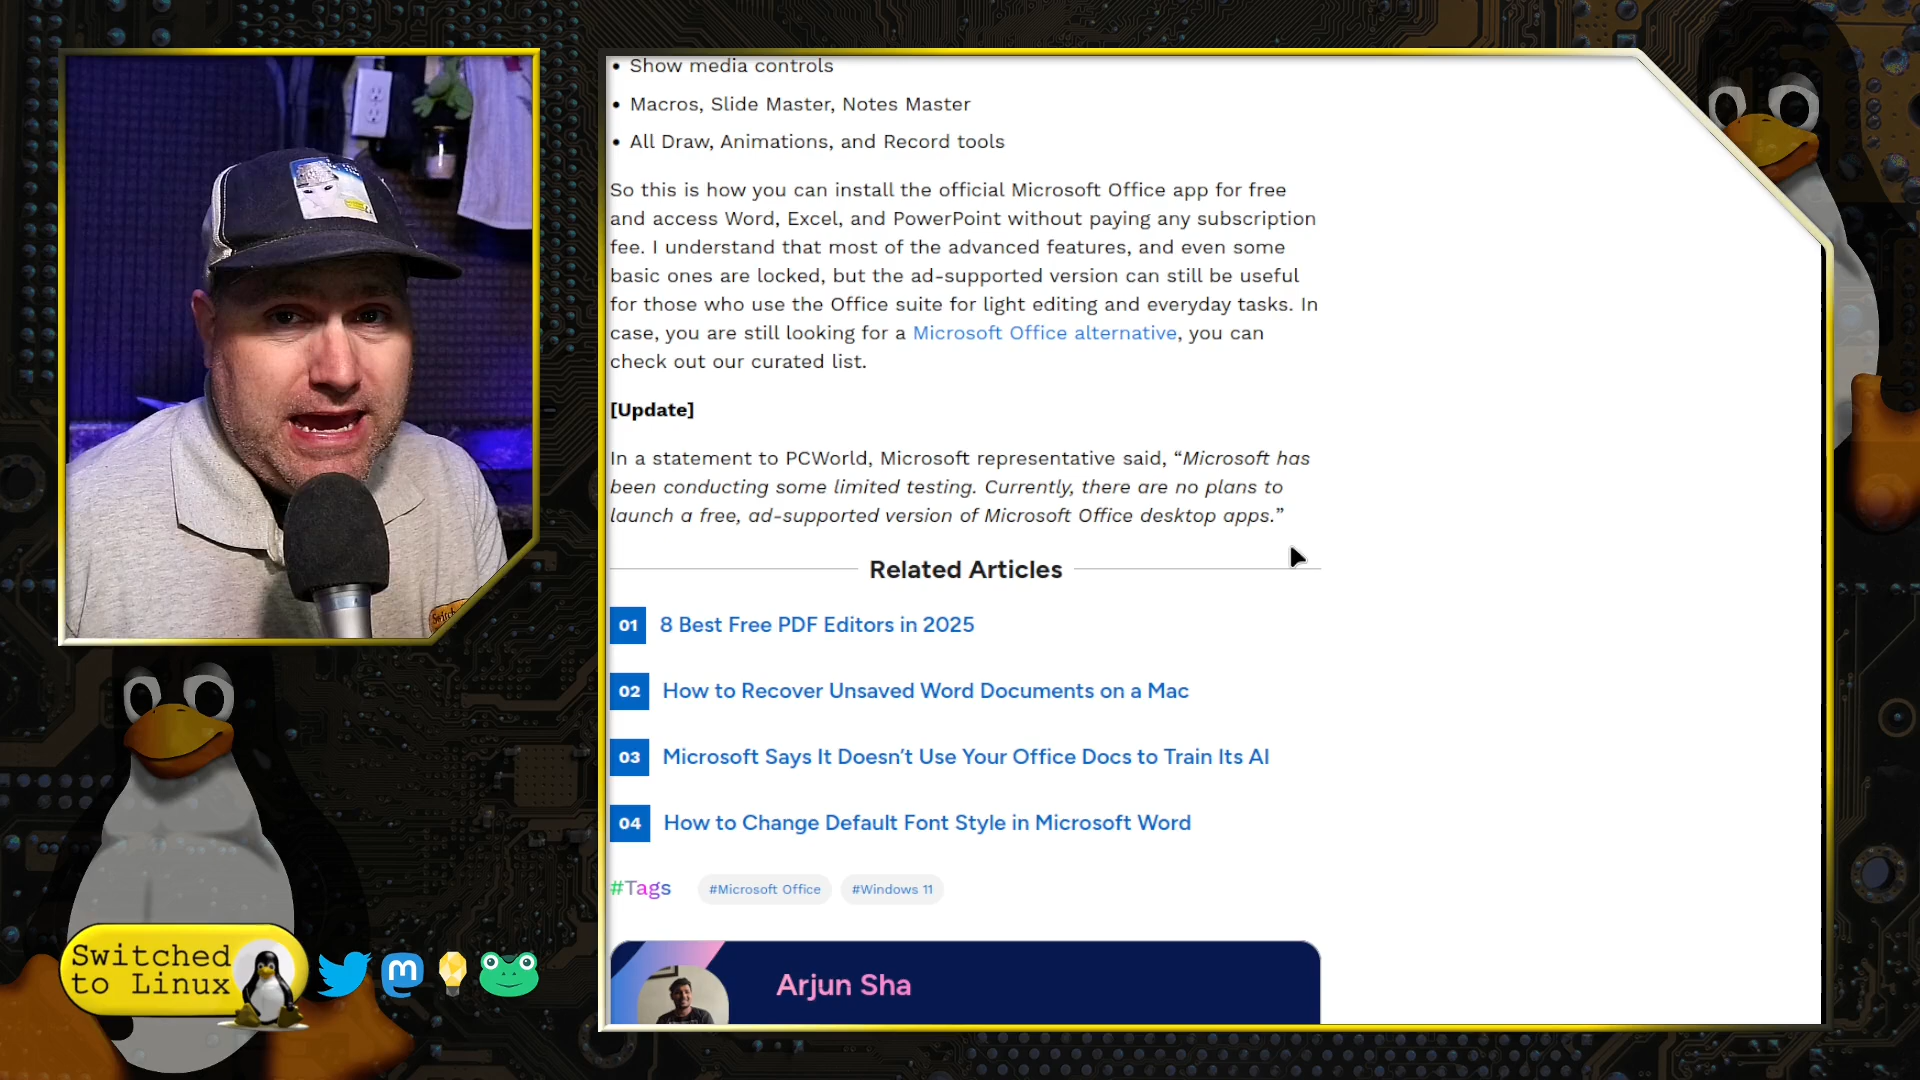 • Show media controls
• Macros, Slide Master, Notes Master
• All Draw, Animations, and Record tools
So this is how you can install the official Microsoft Office app for free
and access Word, Excel, and PowerPoint without paying any subscription
fee. I understand that most of the advanced features, and even some
basic ones are locked, but the ad-supported version can still be useful
for those who use the Office suite for light editing and everyday tasks. In
case, you are still looking for a Microsoft Office alternative, you can
check out our curated list.
[Update]
In a statement to PCWorld, Microsoft representative said, “Microsoft has
been conducting some limited testing. Currently, there are no plans to
launch a free, ad-supported version of Microsoft Office desktop apps.”
Related Articles
01 8 Best Free PDF Editors in 2025
02 How to Recover Unsaved Word Documents on a Mac
03 Microsoft Says It Doesn’t Use Your Office Docs to Train Its AI
04 How to Change Default Font Style in Microsoft Word
#Tags #Microsoft Office #Windows 11
Arjun Sha
Switched
to Linux
m